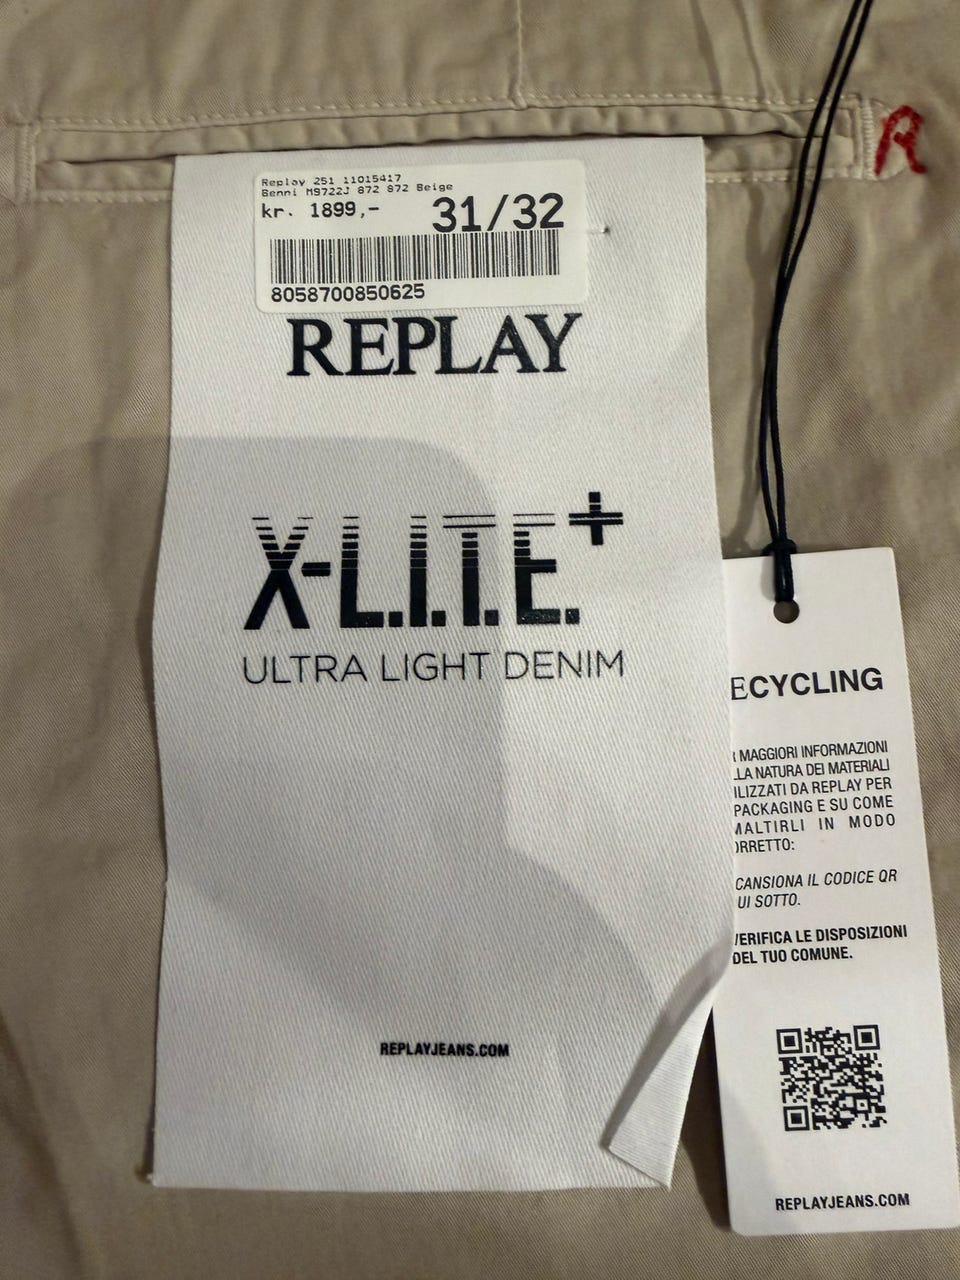 Replay 251 11015417
Benni M9722J 872 872 Beige
kr. 1899,- 31/32
8058700850625
REPLAY
X-L.I.T.E.+
ULTRA LIGHT DENIM
REPLAYJEANS.COM
R
ECYCLING
R MAGGIORI INFORMAZIONI
LLA NATURA DEI MATERIALI
ILIZZATI DA REPLAY PER
PACKAGING E SU COME
MALTIRLI IN MODO
ORRETTO:
CANSIONA IL CODICE QR
UI SOTTO.
VERIFICA LE DISPOSIZIONI
DEL TUO COMUNE.
REPLAYJEANS.COM